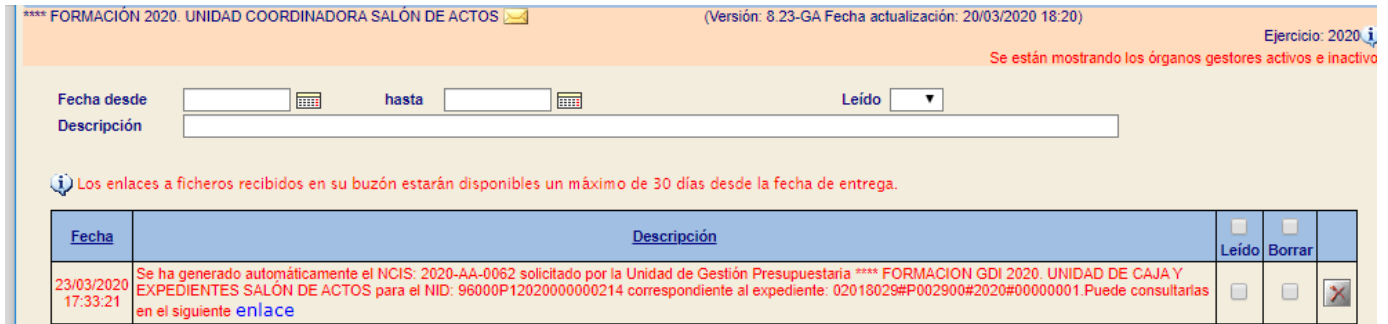 **** FORMACIÓN 2020. UNIDAD COORDINADORA SALÓN DE ACTOS (Versión: 8.23-GA Fecha actualización: 20/03/2020 18:20)
Ejercicio: 2020
Se están mostrando los órganos gestores activos e inactivo
Fecha desde hasta Leído
Descripción
Los enlaces a ficheros recibidos en su buzón estarán disponibles un máximo de 30 días desde la fecha de entrega.
Fecha Descripción Leído Borrar
23/03/2020 17:33:21
Se ha generado automáticamente el NCIS: 2020-AA-0062 solicitado por la Unidad de Gestión Presupuestaria **** FORMACION GDI 2020. UNIDAD DE CAJA Y
EXPEDIENTES SALÓN DE ACTOS para el NID: 96000P12020000000214 correspondiente al expediente: 02018029#P002900#2020#00000001.Puede consultarlas
en el siguiente enlace